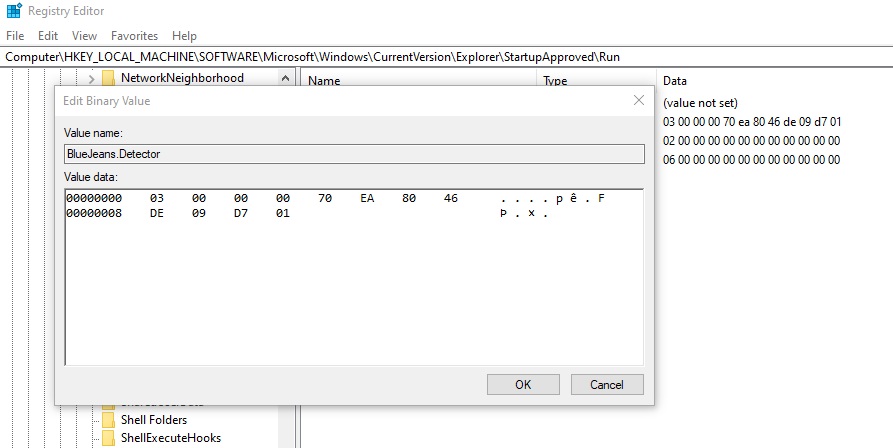 Registry Editor
File Edit View Favorites Help
Computer\HKEY_LOCAL_MACHINE\SOFTWARE\Microsoft\Windows\CurrentVersion\Explorer\StartupApproved\Run
NetworkNeighborhood
Name Type Data
(value not set)
03 00 00 00 70 ea 80 46 de 09 d7 01
02 00 00 00 00 00 00 00 00 00 00 00
06 00 00 00 00 00 00 00 00 00 00 00
Edit Binary Value
Value name:
BlueJeans.Detector
Value data:
00000000 03 00 00 00 70 EA 80 46 . . . . p ê . F
00000008 DE 09 D7 01 Þ . x .
OK Cancel
Shell Folders
ShellExecuteHooks